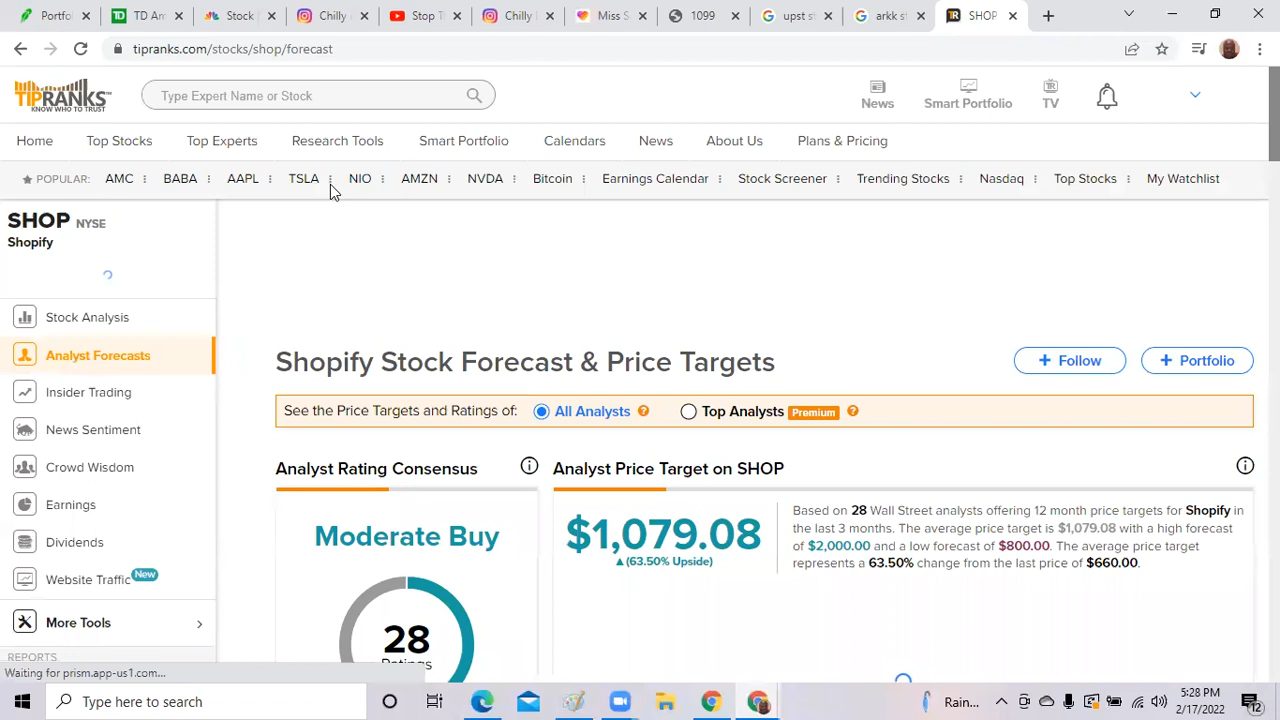 Portfo
TD Am
Stock
Chilly
Stop T
Chilly
Miss S
1099
upst s
arkk st
SHOP
tipranks.com/stocks/shop/forecast
TIPRANKS
KNOW WHO TO TRUST
Type Expert Name or Stock
News
Smart Portfolio
TV
Home
Top Stocks
Top Experts
Research Tools
Smart Portfolio
Calendars
News
About Us
Plans & Pricing
POPULAR: AMC BABA AAPL TSLA NIO AMZN NVDA Bitcoin Earnings Calendar Stock Screener Trending Stocks Nasdaq Top Stocks My Watchlist
SHOP NYSE
Shopify
Stock Analysis
Analyst Forecasts
Insider Trading
News Sentiment
Crowd Wisdom
Earnings
Dividends
Website Traffic New
More Tools
REPORTS
Shopify Stock Forecast & Price Targets
+ Follow
+ Portfolio
See the Price Targets and Ratings of: All Analysts ? Top Analysts Premium ?
Analyst Rating Consensus
Moderate Buy
28
Ratings
Analyst Price Target on SHOP
$1,079.08
▲(63.50% Upside)
Based on 28 Wall Street analysts offering 12 month price targets for Shopify in
the last 3 months. The average price target is $1,079.08 with a high forecast
of $2,000.00 and a low forecast of $800.00. The average price target
represents a 63.50% change from the last price of $660.00.
Waiting for prism.app-us1.com...
Type here to search
Rain...
5:28 PM
2/17/2022
12